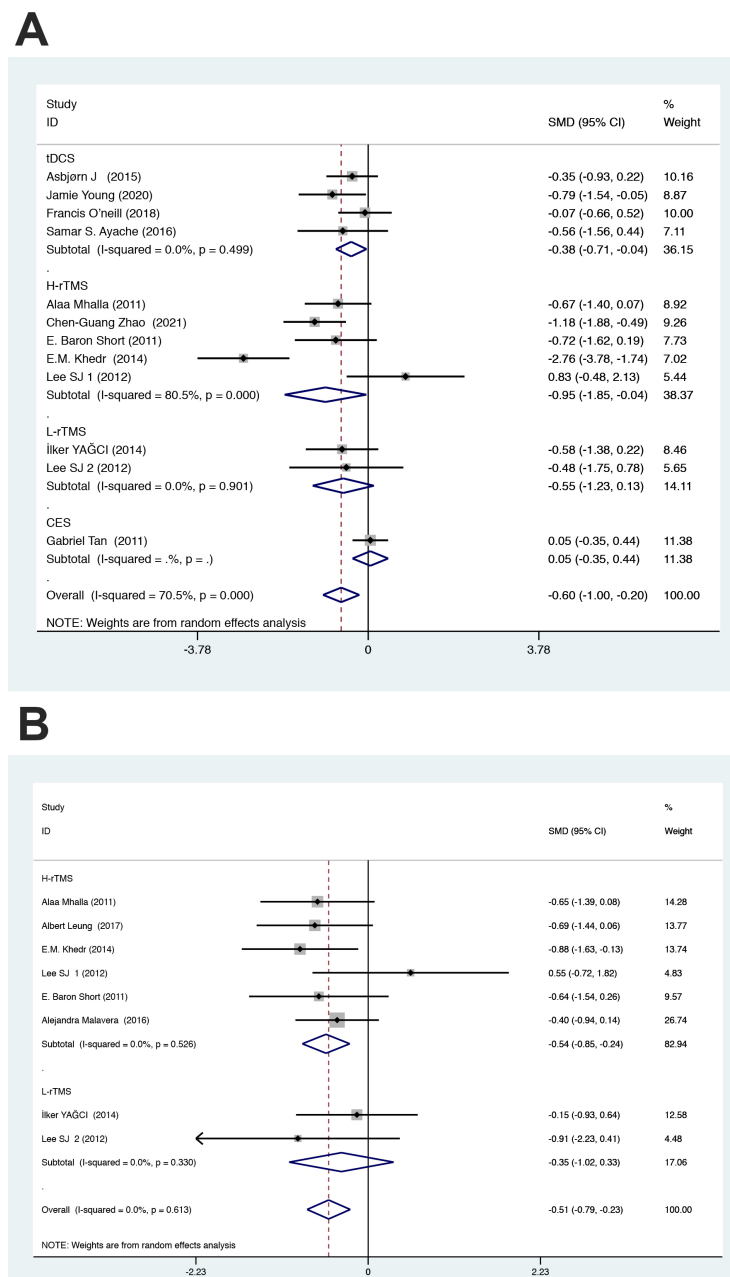 A
Study %
ID SMD (95% CI) Weight
tDCS
Asbjørn J (2015) -0.35 (-0.93, 0.22) 10.16
Jamie Young (2020) -0.79 (-1.54, -0.05) 8.87
Francis O'neill (2018) -0.07 (-0.66, 0.52) 10.00
Samar S. Ayache (2016) -0.56 (-1.56, 0.44) 7.11
Subtotal (I-squared = 0.0%, p = 0.499) -0.38 (-0.71, -0.04) 36.15
.
H-rTMS
Alaa Mhalla (2011) -0.67 (-1.40, 0.07) 8.92
Chen-Guang Zhao (2021) -1.18 (-1.88, -0.49) 9.26
E. Baron Short (2011) -0.72 (-1.62, 0.19) 7.73
E.M. Khedr (2014) -2.76 (-3.78, -1.74) 7.02
Lee SJ 1 (2012) 0.83 (-0.48, 2.13) 5.44
Subtotal (I-squared = 80.5%, p = 0.000) -0.95 (-1.85, -0.04) 38.37
.
L-rTMS
İlker YAĞCI (2014) -0.58 (-1.38, 0.22) 8.46
Lee SJ 2 (2012) -0.48 (-1.75, 0.78) 5.65
Subtotal (I-squared = 0.0%, p = 0.901) -0.55 (-1.23, 0.13) 14.11
.
CES
Gabriel Tan (2011) 0.05 (-0.35, 0.44) 11.38
Subtotal (I-squared = .%, p = .) 0.05 (-0.35, 0.44) 11.38
.
Overall (I-squared = 70.5%, p = 0.000) -0.60 (-1.00, -0.20) 100.00
NOTE: Weights are from random effects analysis
-3.78 0 3.78
B
Study %
ID SMD (95% CI) Weight
H-rTMS
Alaa Mhalla (2011) -0.65 (-1.39, 0.08) 14.28
Albert Leung (2017) -0.69 (-1.44, 0.06) 13.77
E.M. Khedr (2014) -0.88 (-1.63, -0.13) 13.74
Lee SJ 1 (2012) 0.55 (-0.72, 1.82) 4.83
E. Baron Short (2011) -0.64 (-1.54, 0.26) 9.57
Alejandra Malavera (2016) -0.40 (-0.94, 0.14) 26.74
Subtotal (I-squared = 0.0%, p = 0.526) -0.54 (-0.85, -0.24) 82.94
.
L-rTMS
İlker YAĞCI (2014) -0.15 (-0.93, 0.64) 12.58
Lee SJ 2 (2012) -0.91 (-2.23, 0.41) 4.48
Subtotal (I-squared = 0.0%, p = 0.330) -0.35 (-1.02, 0.33) 17.06
.
Overall (I-squared = 0.0%, p = 0.613) -0.51 (-0.79, -0.23) 100.00
NOTE: Weights are from random effects analysis
-2.23 0 2.23